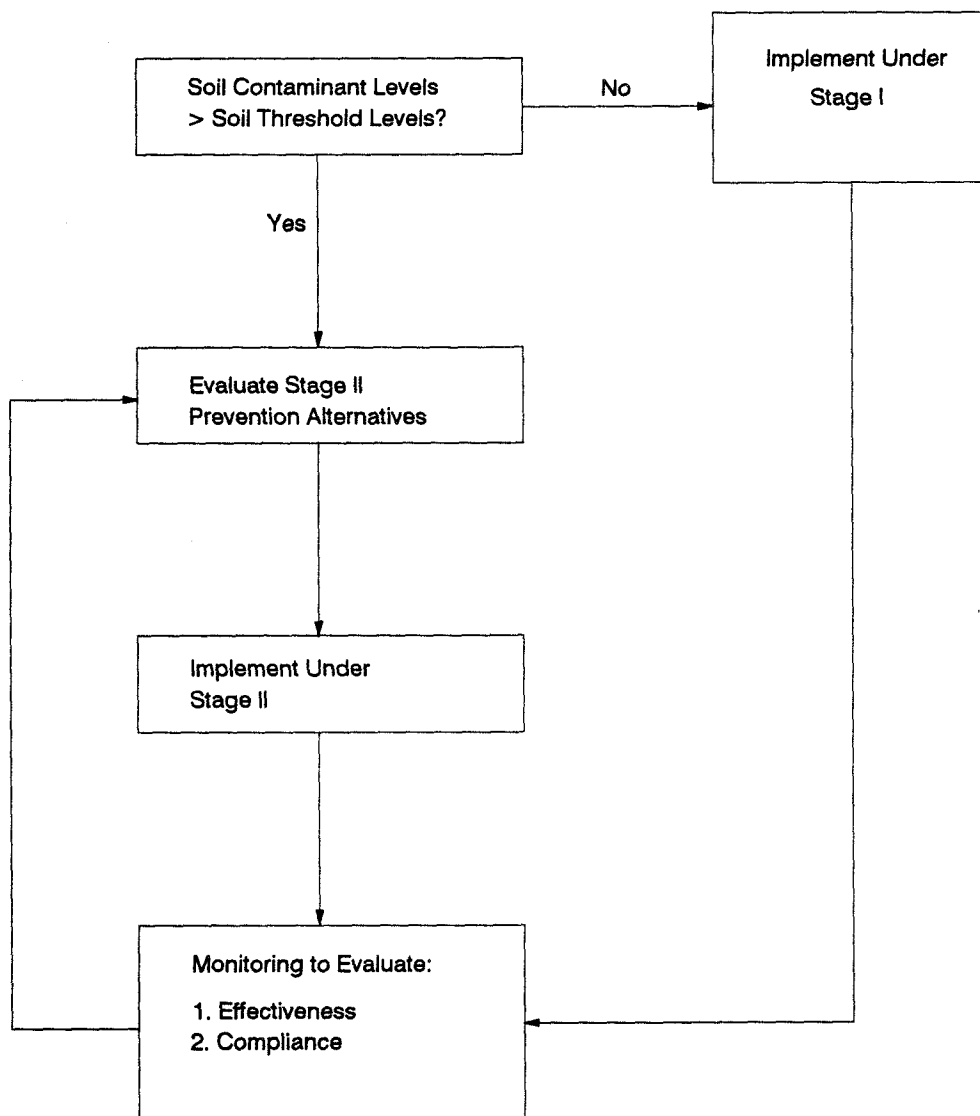 Soil Contaminant Levels
> Soil Threshold Levels?
No
Implement Under
Stage I
Yes
Evaluate Stage II
Prevention Alternatives
Implement Under
Stage II
Monitoring to Evaluate:
1. Effectiveness
2. Compliance